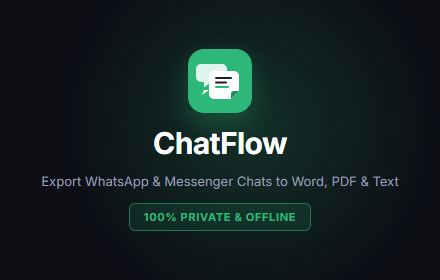 ChatFlow
Export WhatsApp & Messenger Chats to Word, PDF & Text
100% PRIVATE & OFFLINE